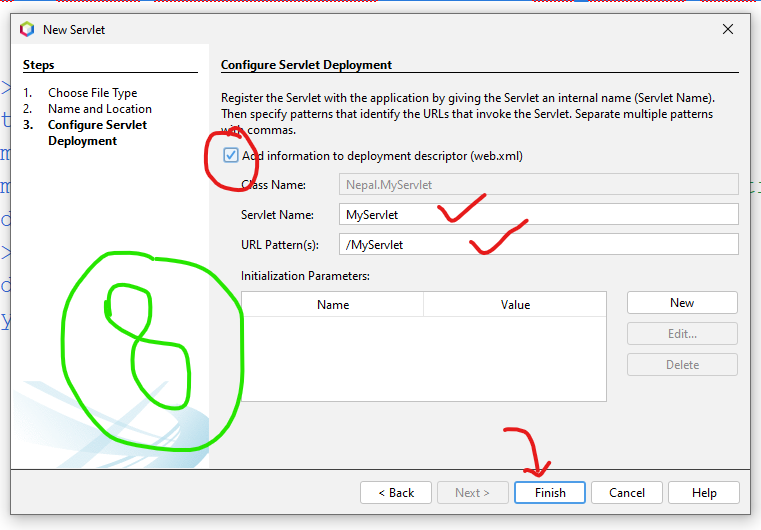 New Servlet
Steps
1. Choose File Type
2. Name and Location
3. Configure Servlet
Deployment
Configure Servlet Deployment
Register the Servlet with the application by giving the Servlet an internal name (Servlet Name).
Then specify patterns that identify the URLs that invoke the Servlet. Separate multiple patterns
with commas.
Add information to deployment descriptor (web.xml)
Class Name: Nepal.MyServlet
Servlet Name: MyServlet
URL Pattern(s): /MyServlet
Initialization Parameters:
Name Value
New
Edit...
Delete
8
< Back Next > Finish Cancel Help